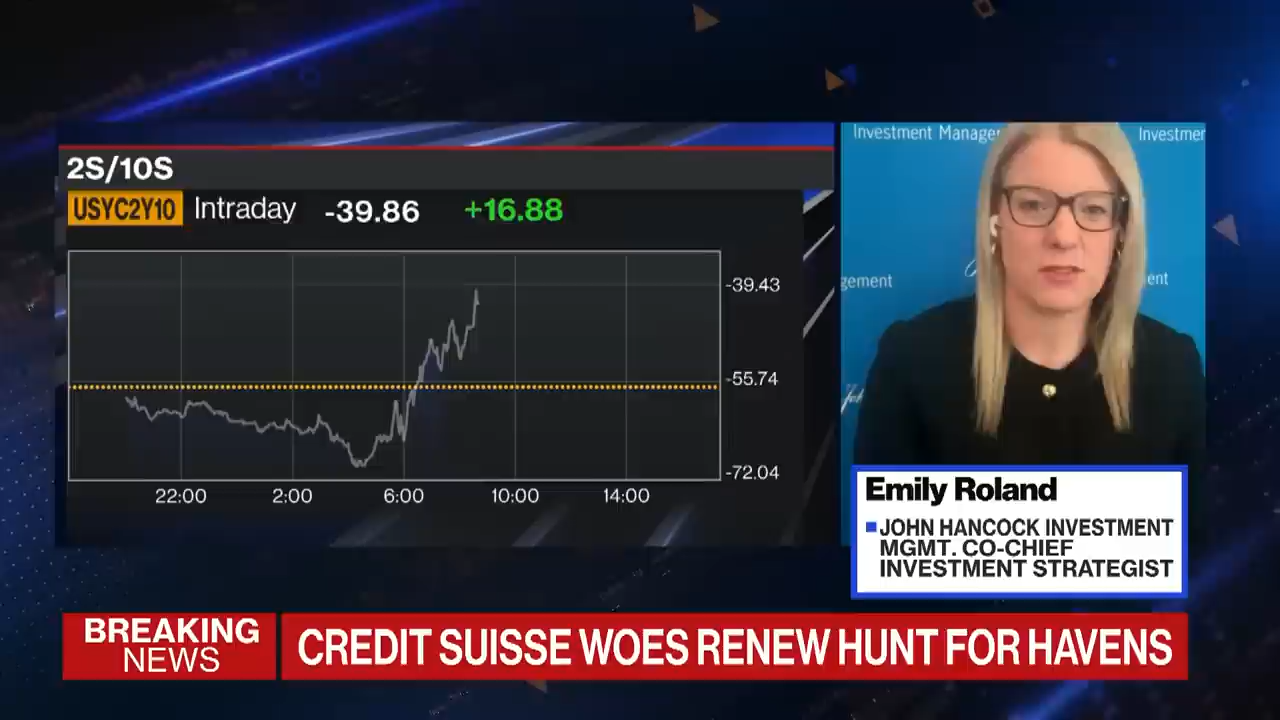 2S/10S
USYC2Y10 Intraday -39.86 +16.88
-39.43
-55.74
-72.04
22:00 2:00 6:00 10:00 14:00
Investment Manage
Investmer
gement
ent
Emily Roland
JOHN HANCOCK INVESTMENT
MGMT. CO-CHIEF
INVESTMENT STRATEGIST
BREAKING
NEWS
CREDIT SUISSE WOES RENEW HUNT FOR HAVENS